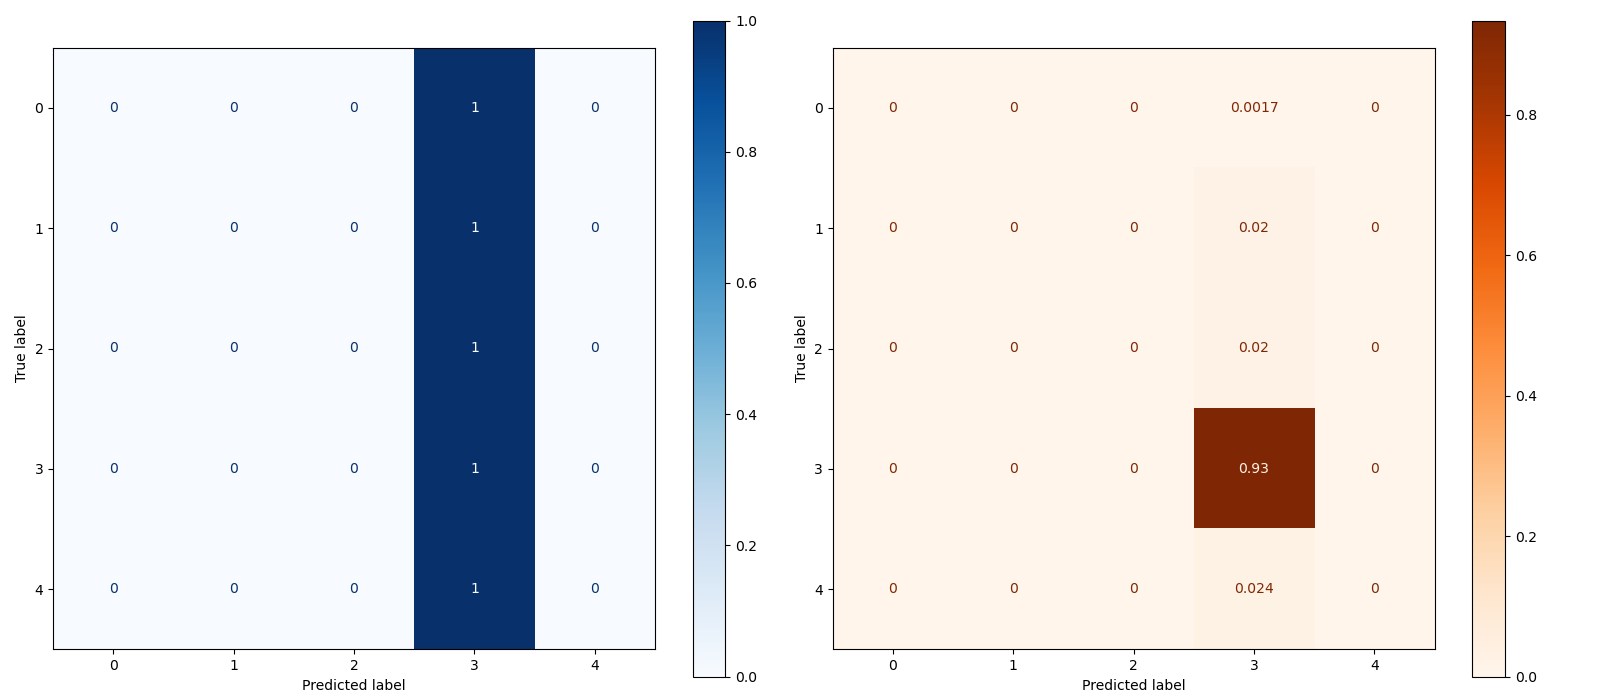 1.0
0.8
0.6
0.4
0.2
0.0
True label
0 0 0 0 1 0
1 0 0 0 1 0
2 0 0 0 1 0
3 0 0 0 1 0
4 0 0 0 1 0
0 1 2 3 4
Predicted label
True label
0 0 0 0 0.0017 0
1 0 0 0 0.02 0
2 0 0 0 0.02 0
3 0 0 0 0.93 0
4 0 0 0 0.024 0
0 1 2 3 4
Predicted label
0.8
0.6
0.4
0.2
0.0